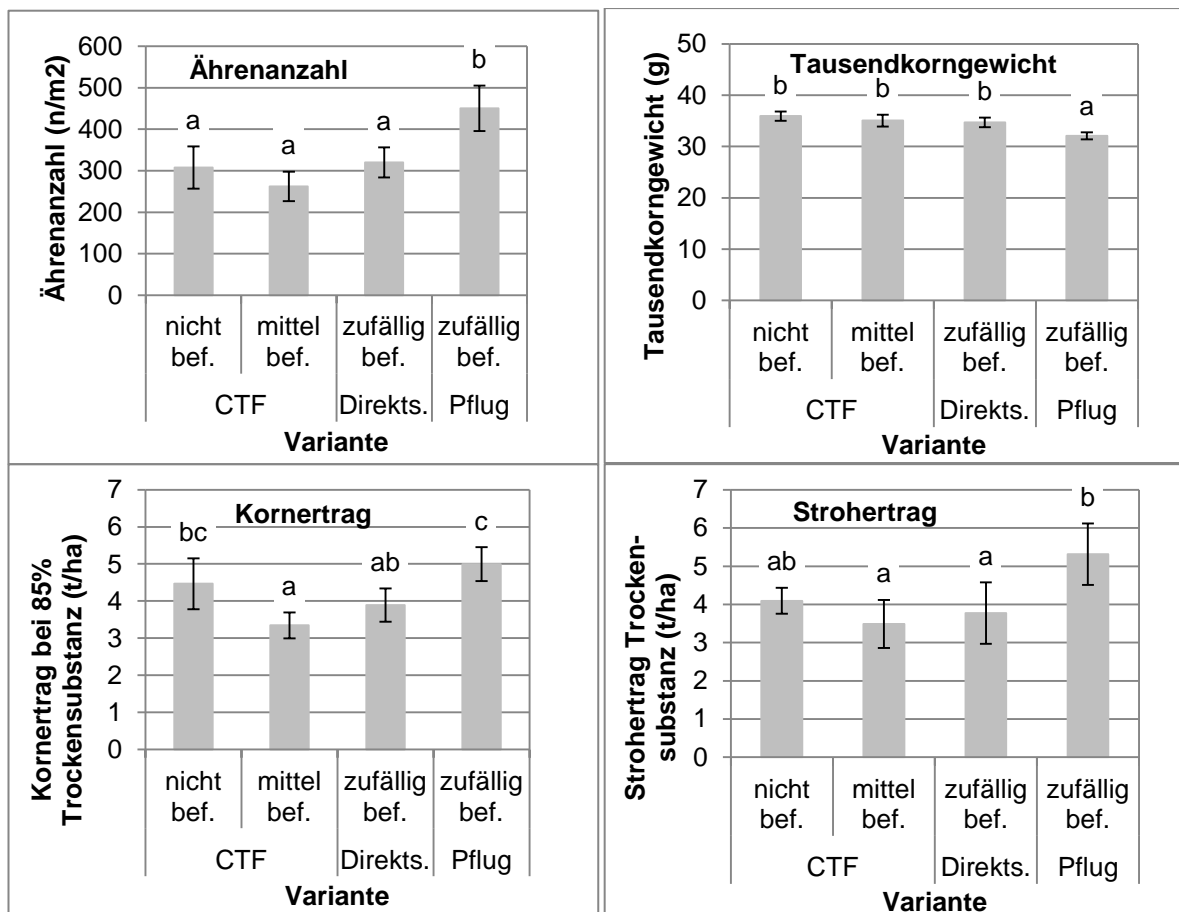 Ährenanzahl
Ährenanzahl (n/m2)
600
500
400
300
200
100
0
a
a
a
b
nicht bef.
mittel bef.
zufällig bef.
zufällig bef.
CTF
Direkts.
Pflug
Variante
Tausendkorngewicht
Tausendkorngewicht (g)
50
40
30
20
10
0
b
b
b
a
nicht bef.
mittel bef.
zufällig bef.
zufällig bef.
CTF
Direkts.
Pflug
Variante
Kornertrag
Kornertrag bei 85%
Trockensubstanz (t/ha)
7
6
5
4
3
2
1
0
bc
a
ab
c
nicht bef.
mittel bef.
zufällig bef.
zufällig bef.
CTF
Direkts.
Pflug
Variante
Strohertrag
Strohertrag Trocken-
substanz (t/ha)
7
6
5
4
3
2
1
0
ab
a
a
b
nicht bef.
mittel bef.
zufällig bef.
zufällig bef.
CTF
Direkts.
Pflug
Variante